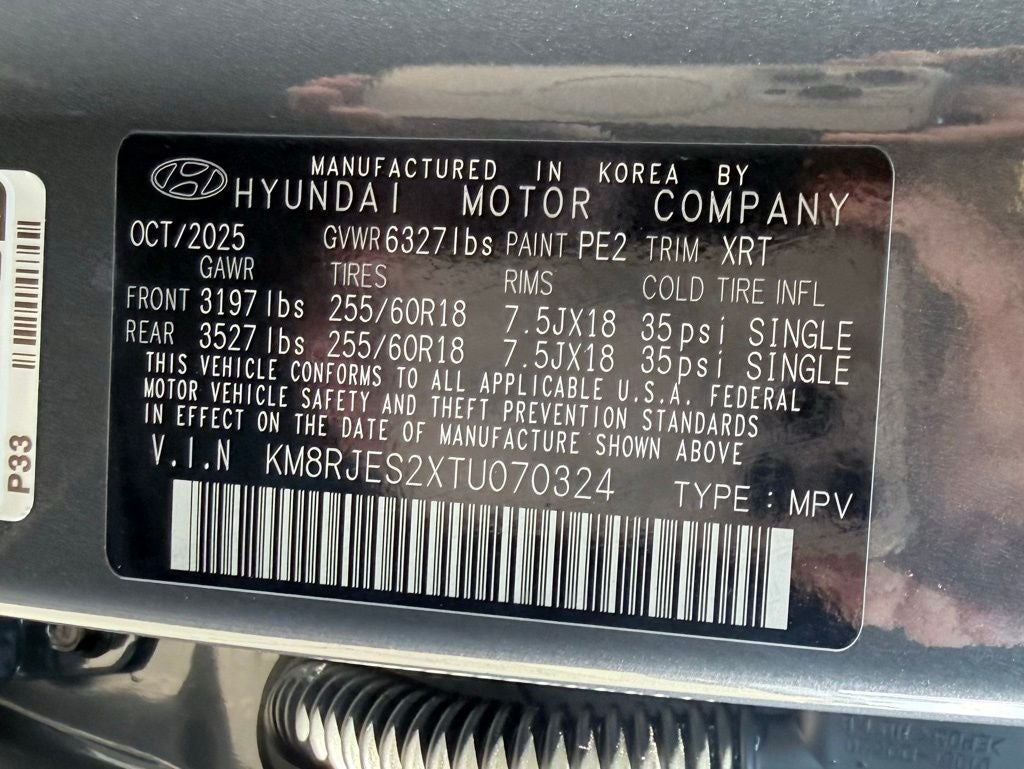 MANUFACTURED IN KOREA BY
HYUNDAI MOTOR COMPANY
OCT/2025 GVWR 6327lbs PAINT PE2 TRIM XRT
GAWR TIRES RIMS COLD TIRE INFL
FRONT 3197lbs 255/60R18 7.5JX18 35psi SINGLE
REAR 3527lbs 255/60R18 7.5JX18 35psi SINGLE
THIS VEHICLE CONFORMS TO ALL APPLICABLE U.S.A. FEDERAL
MOTOR VEHICLE SAFETY AND THEFT PREVENTION STANDARDS
IN EFFECT ON THE DATE OF MANUFACTURE SHOWN ABOVE
V.I.N KM8RJES2XTU070324 TYPE : MPV
P33